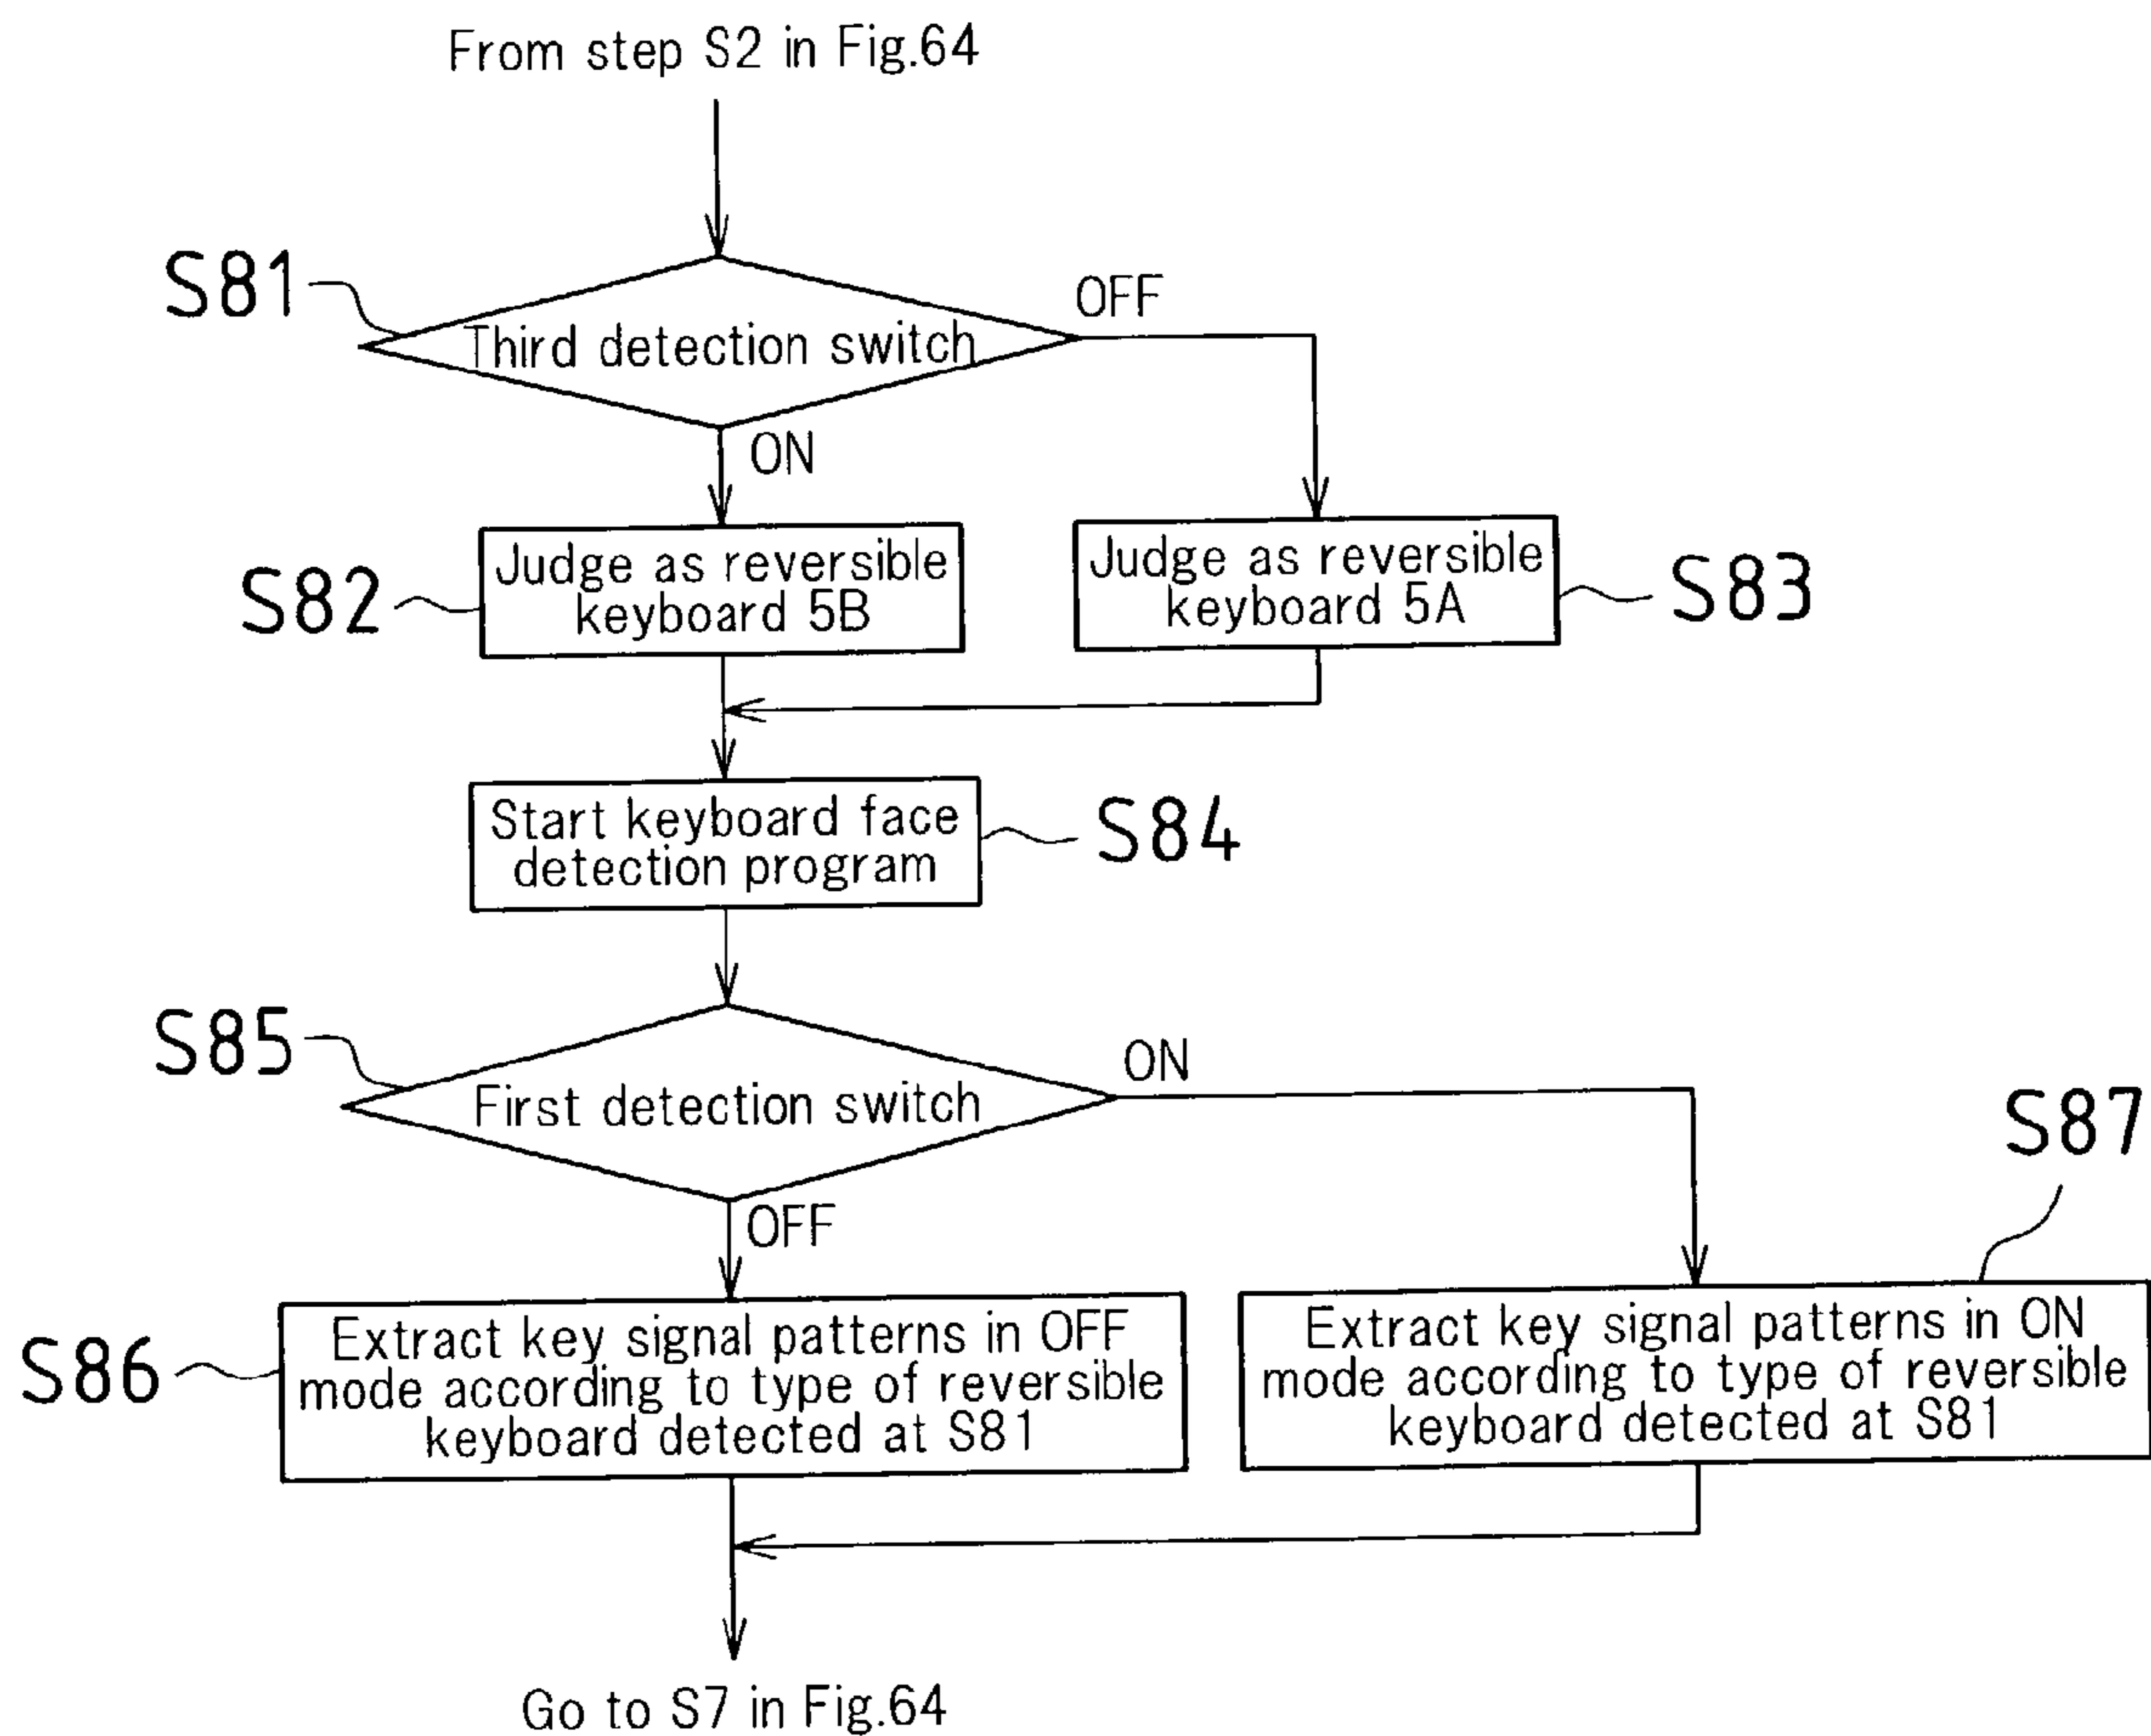 From step S2 in Fig.64
S81
OFF
Third detection switch
ON
Judge as reversible
keyboard 5B
S82
Judge as reversible
keyboard 5A
S83
Start keyboard face
detection program
S84
S85
ON
First detection switch
OFF
S87
Extract key signal patterns in OFF
mode according to type of reversible
keyboard detected at S81
S86
Extract key signal patterns in ON
mode according to type of reversible
keyboard detected at S81
Go to S7 in Fig.64